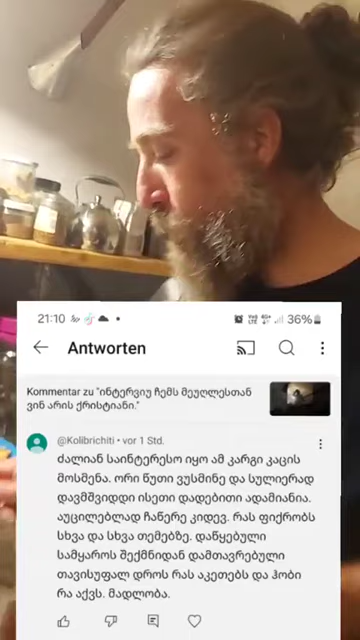 21:10
36%
Antworten
Kommentar zu "ინტერვიუ ჩემს მეუღლესთან
ვინ არის ქრისტიანი."
@Kolibrichiti • vor 1 Std.
ძალიან საინტერესო იყო ამ კარგი კაცის
მოსმენა. ორი წუთი ვუსმინე და სულიერად
დავმშვიდდი ისეთი დადებითი ადამიანია.
აუცილებლად ჩაწერე კიდევ. რას ფიქრობს
სხვა და სხვა თემებზე. დაწყებული
სამყაროს შექმნიდან დამთავრებული
თავისუფალ დროს რას აკეთებს და ჰობი
რა აქვს. მადლობა.